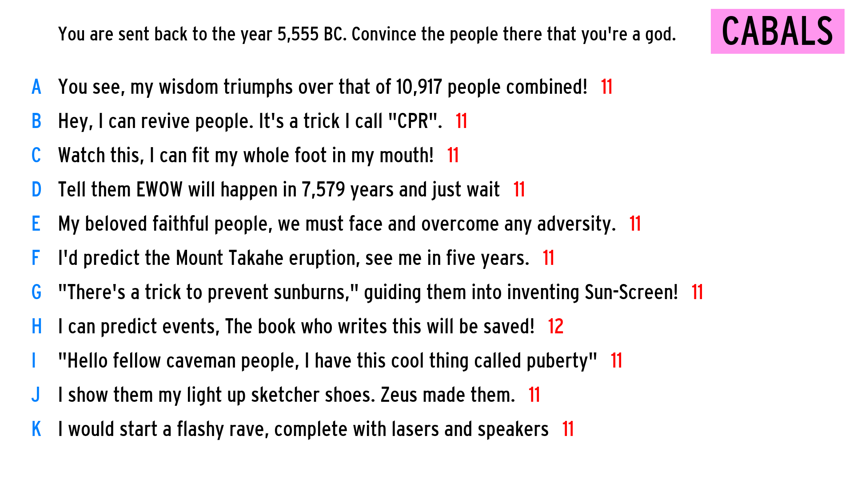 You are sent back to the year 5,555 BC. Convince the people there that you're a god.
CABALS
A You see, my wisdom triumphs over that of 10,917 people combined! 11
B Hey, I can revive people. It's a trick I call "CPR". 11
C Watch this, I can fit my whole foot in my mouth! 11
D Tell them EWOW will happen in 7,579 years and just wait 11
E My beloved faithful people, we must face and overcome any adversity. 11
F I'd predict the Mount Takahe eruption, see me in five years. 11
G "There's a trick to prevent sunburns," guiding them into inventing Sun-Screen! 11
H I can predict events, The book who writes this will be saved! 12
I "Hello fellow caveman people, I have this cool thing called puberty" 11
J I show them my light up sketcher shoes. Zeus made them. 11
K I would start a flashy rave, complete with lasers and speakers 11